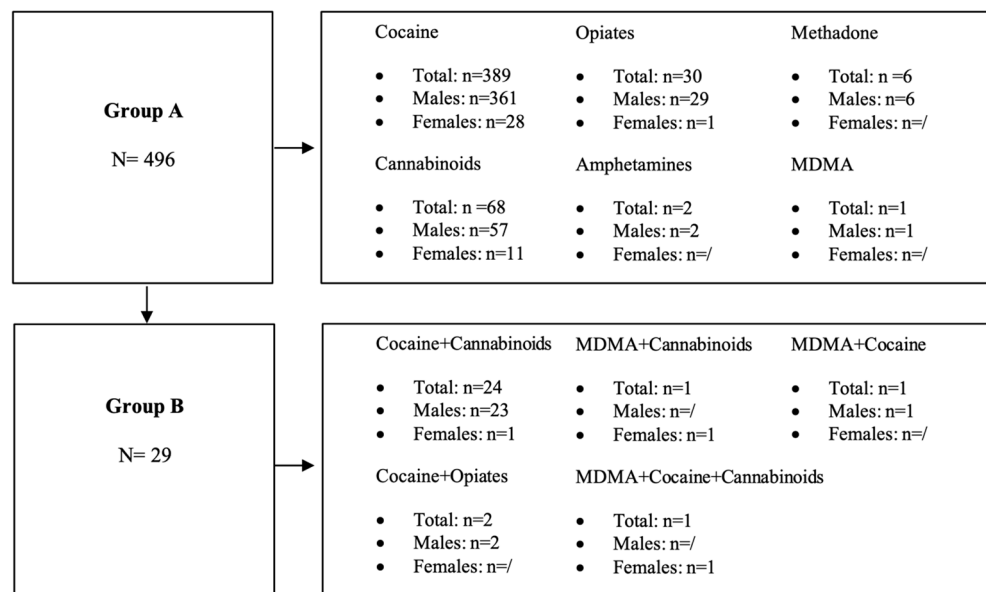 Group A
N= 496
Cocaine
• Total: n=389
• Males: n=361
• Females: n=28
Opiates
• Total: n=30
• Males: n=29
• Females: n=1
Methadone
• Total: n =6
• Males: n=6
• Females: n=/
Cannabinoids
• Total: n =68
• Males: n=57
• Females: n=11
Amphetamines
• Total: n=2
• Males: n=2
• Females: n=/
MDMA
• Total: n=1
• Males: n=1
• Females: n=/
Group B
N= 29
Cocaine+Cannabinoids
• Total: n=24
• Males: n=23
• Females: n=1
MDMA+Cannabinoids
• Total: n=1
• Males: n=/
• Females: n=1
MDMA+Cocaine
• Total: n=1
• Males: n=1
• Females: n=/
Cocaine+Opiates
• Total: n=2
• Males: n=2
• Females: n=/
MDMA+Cocaine+Cannabinoids
• Total: n=1
• Males: n=/
• Females: n=1